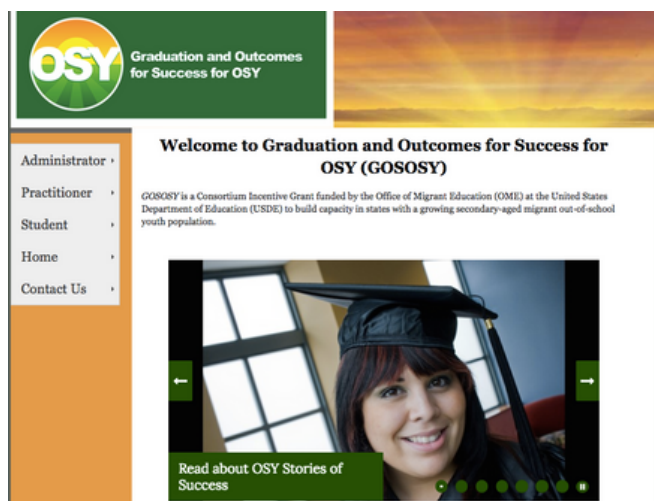 OSY
Graduation and Outcomes
for Success for OSY
Administrator
Practitioner
Student
Home
Contact Us
Welcome to Graduation and Outcomes for Success for
OSY (GOSOSY)
GOSOSY is a Consortium Incentive Grant funded by the Office of Migrant Education (OME) at the United States
Department of Education (USDE) to build capacity in states with a growing secondary-aged migrant out-of-school
youth population.
Read about OSY Stories of
Success